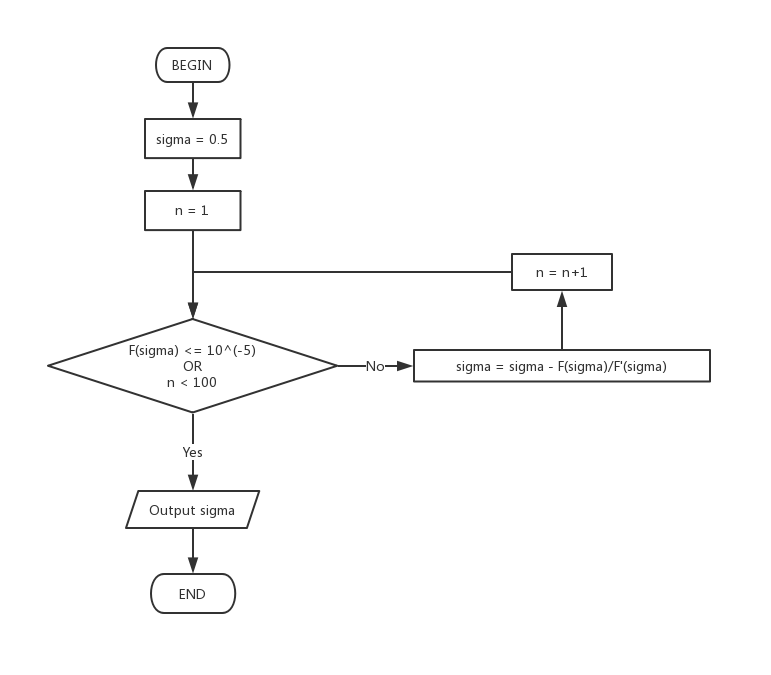 BEGIN
sigma = 0.5
n = 1
n = n+1
F(sigma) <= 10^(-5)
OR
n < 100
No
sigma = sigma - F(sigma)/F'(sigma)
Yes
Output sigma
END